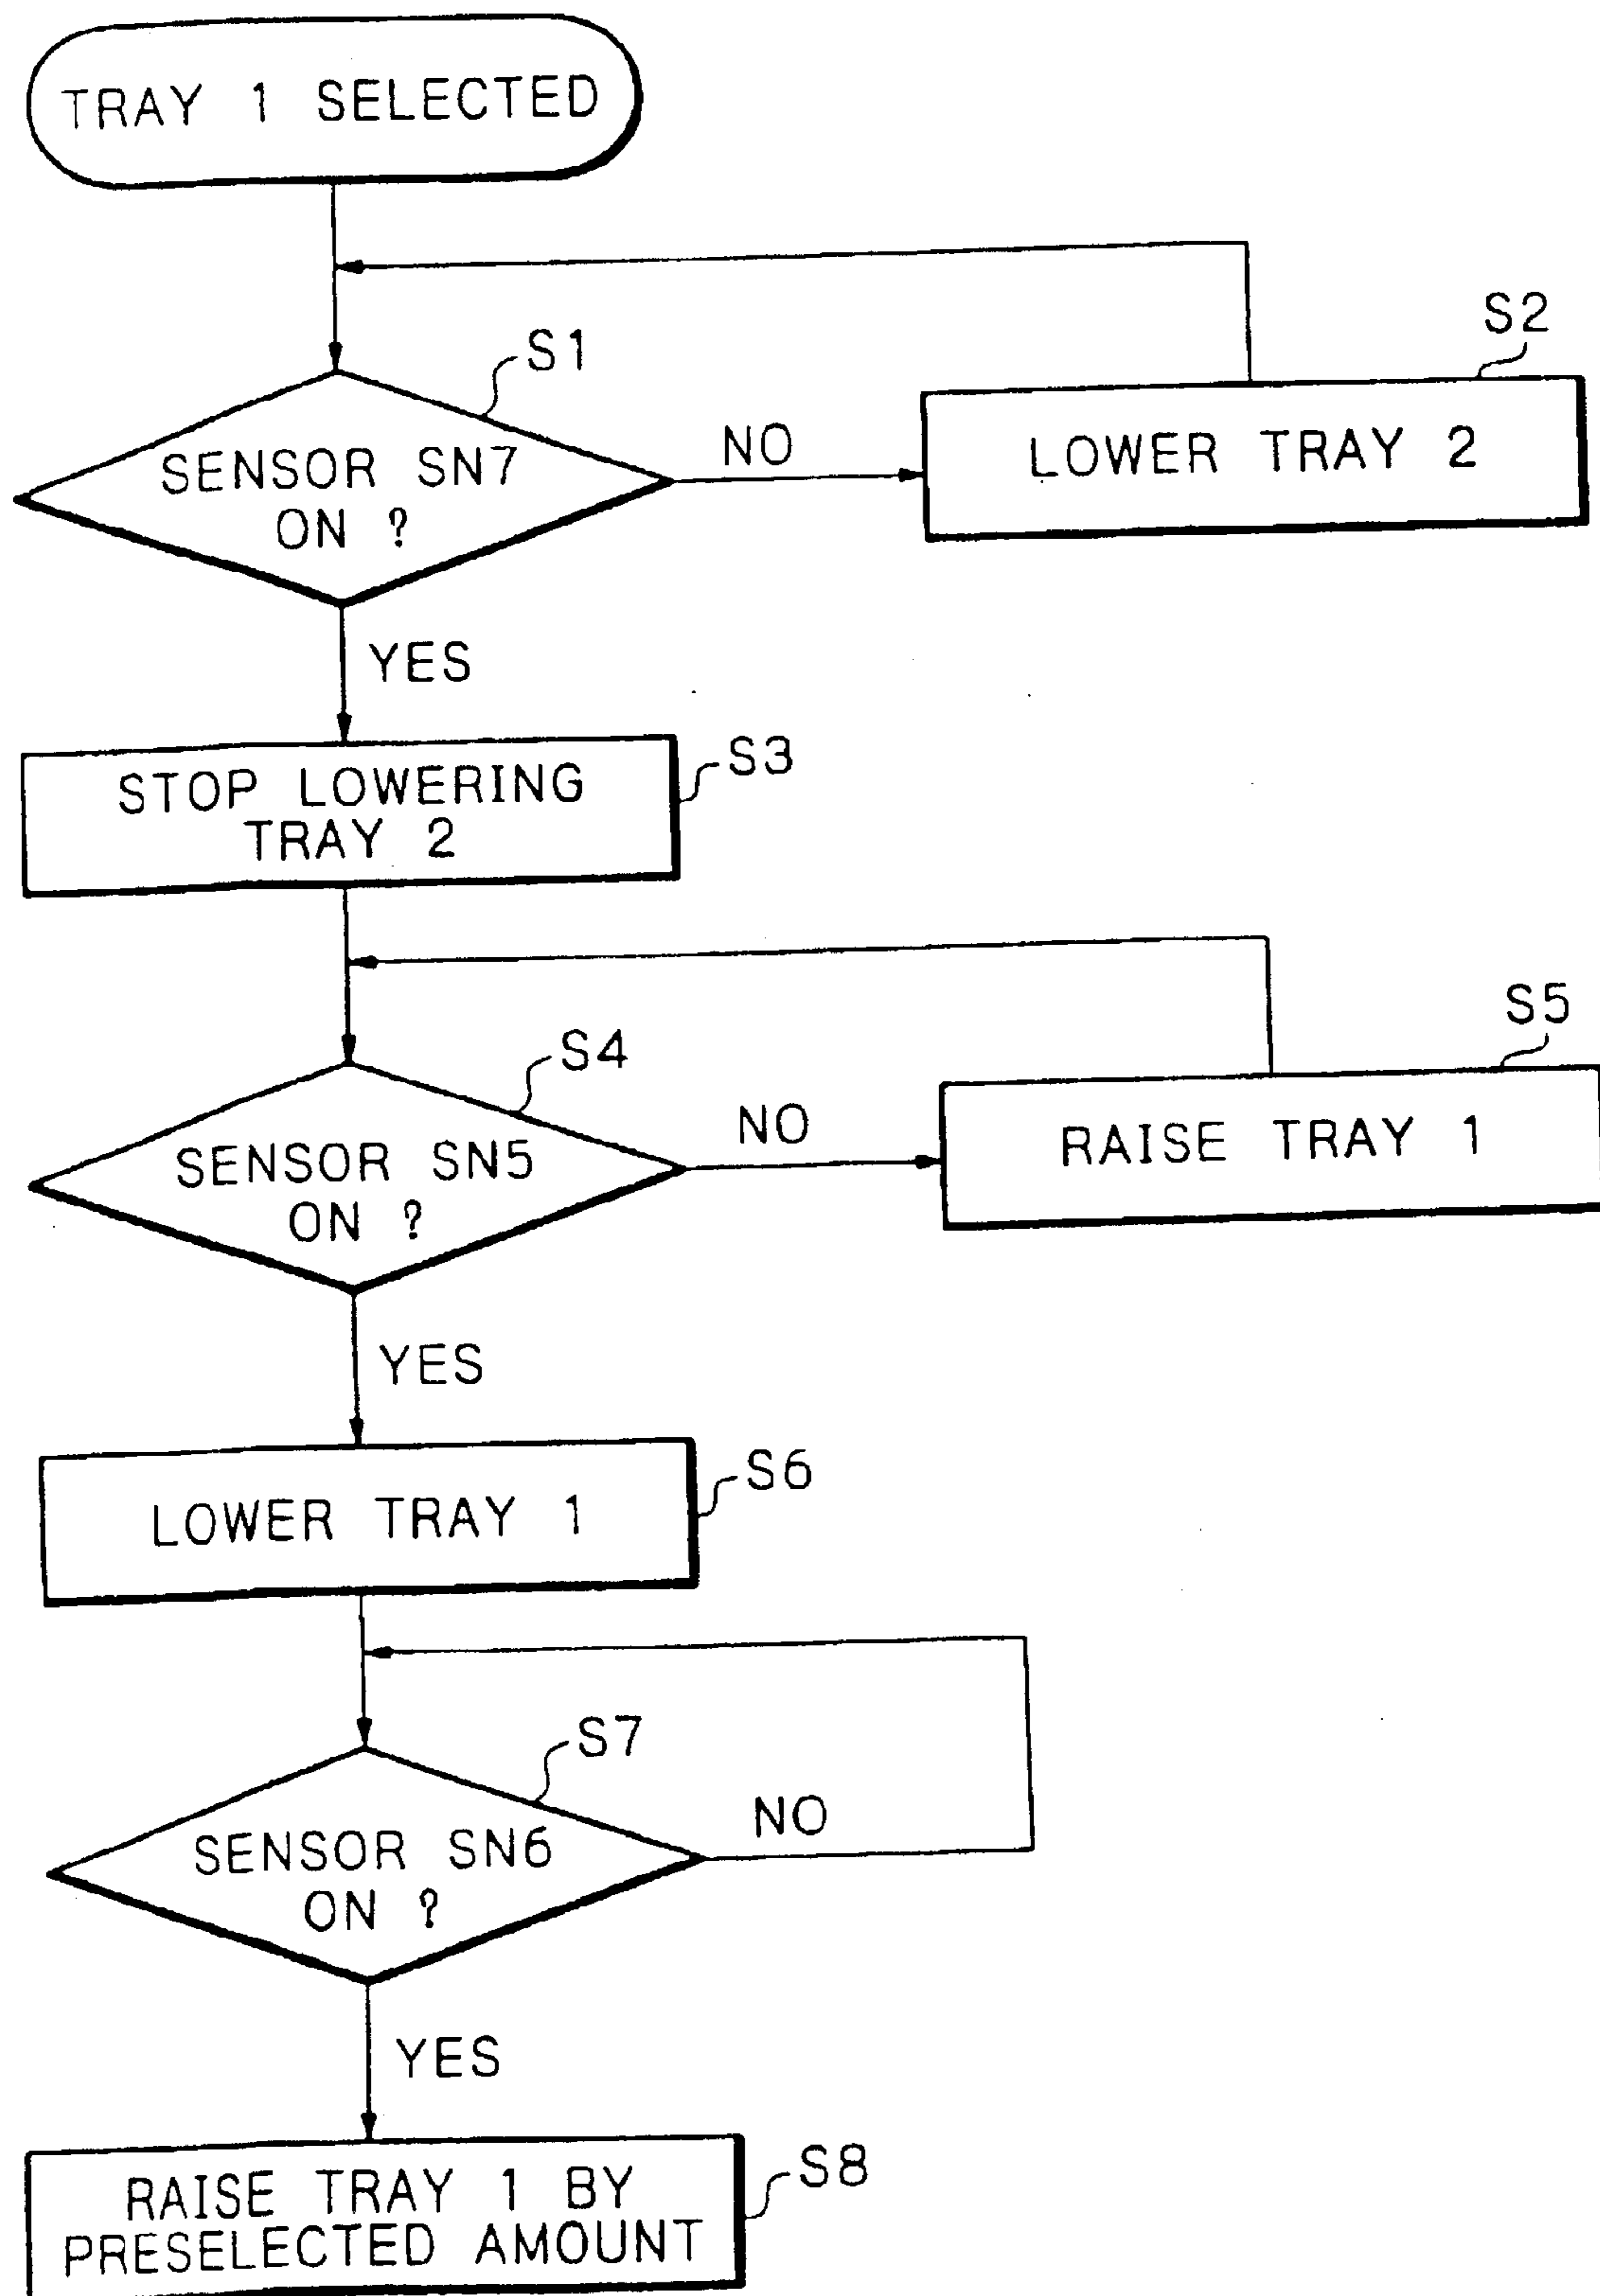 TRAY 1 SELECTED
S1
SENSOR SN7
ON ?
NO
S2
LOWER TRAY 2
YES
S3
STOP LOWERING
TRAY 2
S4
SENSOR SN5
ON ?
NO
S5
RAISE TRAY 1
YES
S6
LOWER TRAY 1
S7
SENSOR SN6
ON ?
NO
YES
S8
RAISE TRAY 1 BY
PRESELECTED AMOUNT